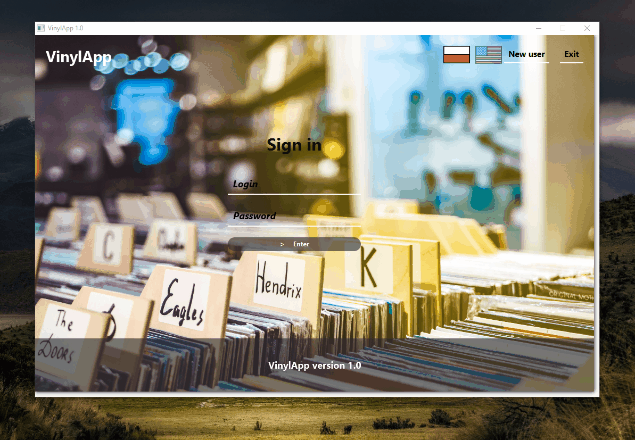 VinylApp 1.0
VinylApp
New user
Exit
Sign in
Login
Password
> Enter
C
K
Hendrix
Eagles
The
Doors
VinylApp version 1.0